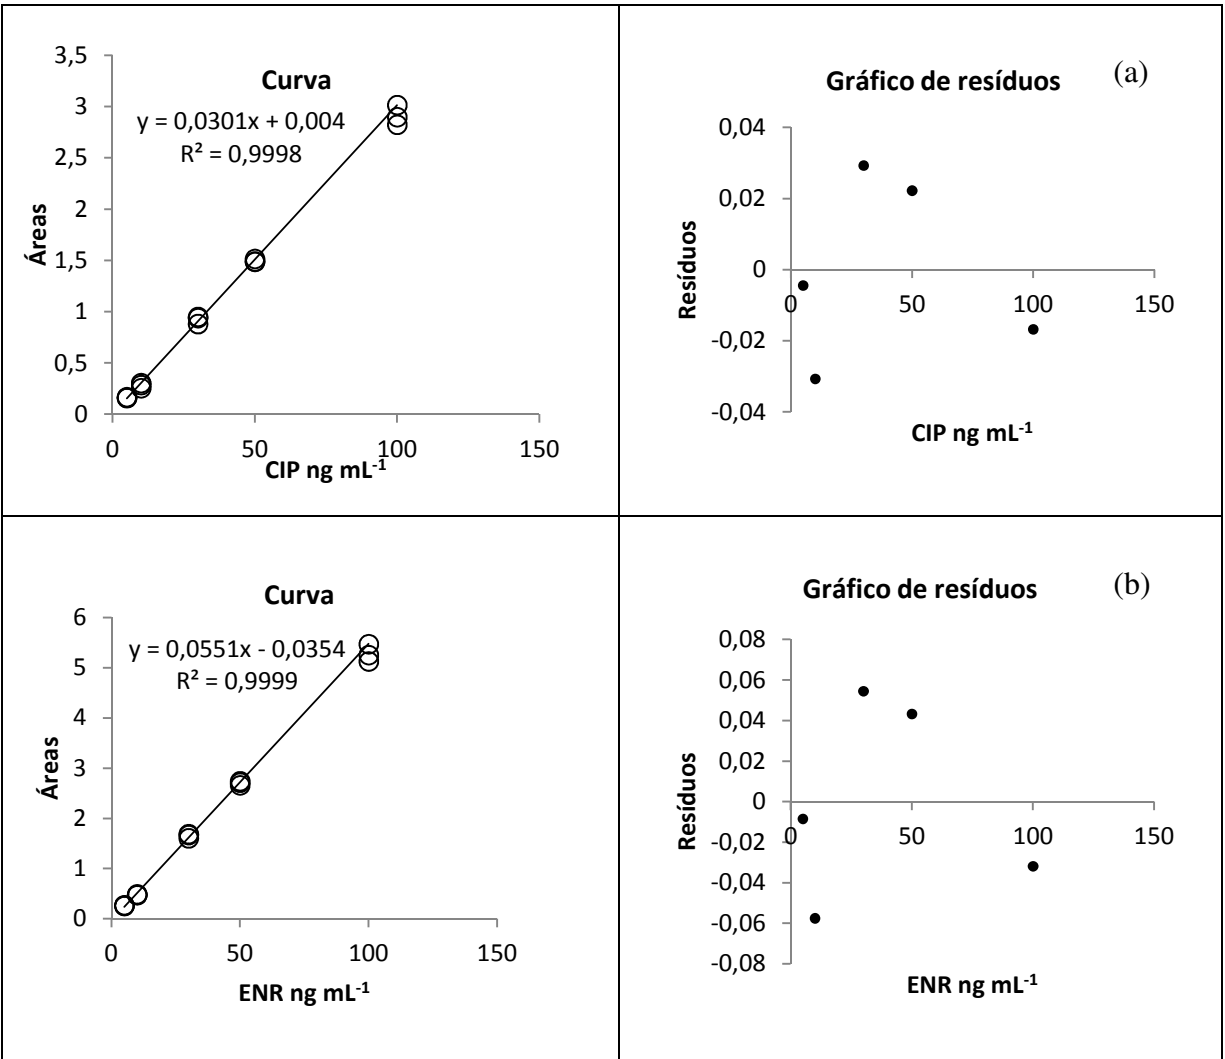 Curva
y = 0,0301x + 0,004
R² = 0,9998
3,5
3
2,5
2
1,5
1
0,5
0
Áreas
0 50 100 150
CIP ng mL⁻¹
Gráfico de resíduos
(a)
0,04
0,02
0
-0,02
-0,04
Resíduos
0 50 100 150
CIP ng mL⁻¹
Curva
y = 0,0551x - 0,0354
R² = 0,9999
6
5
4
3
2
1
0
Áreas
0 50 100 150
ENR ng mL⁻¹
Gráfico de resíduos
(b)
0,08
0,06
0,04
0,02
0
-0,02
-0,04
-0,06
-0,08
Resíduos
0 50 100 150
ENR ng mL⁻¹